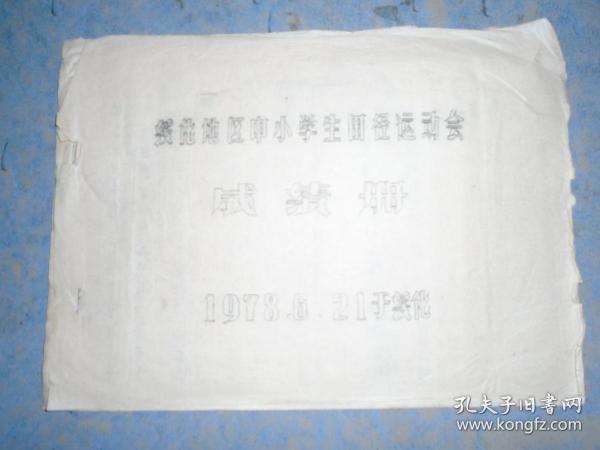 绥化地区中小学生田径运动会
成绩册
1978.6.21于绥化
孔夫子旧书网
www.kongfz.com